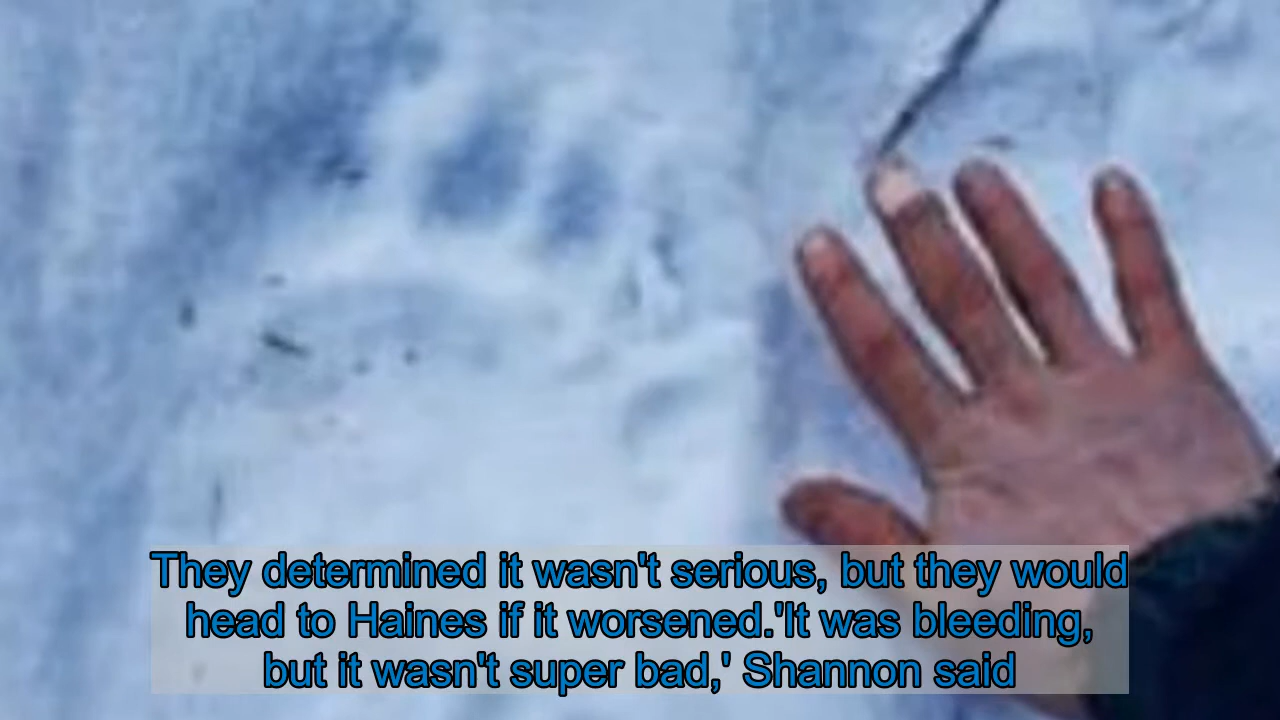 They determined it wasn't serious, but they would
head to Haines if it worsened.'It was bleeding,
but it wasn't super bad,' Shannon said